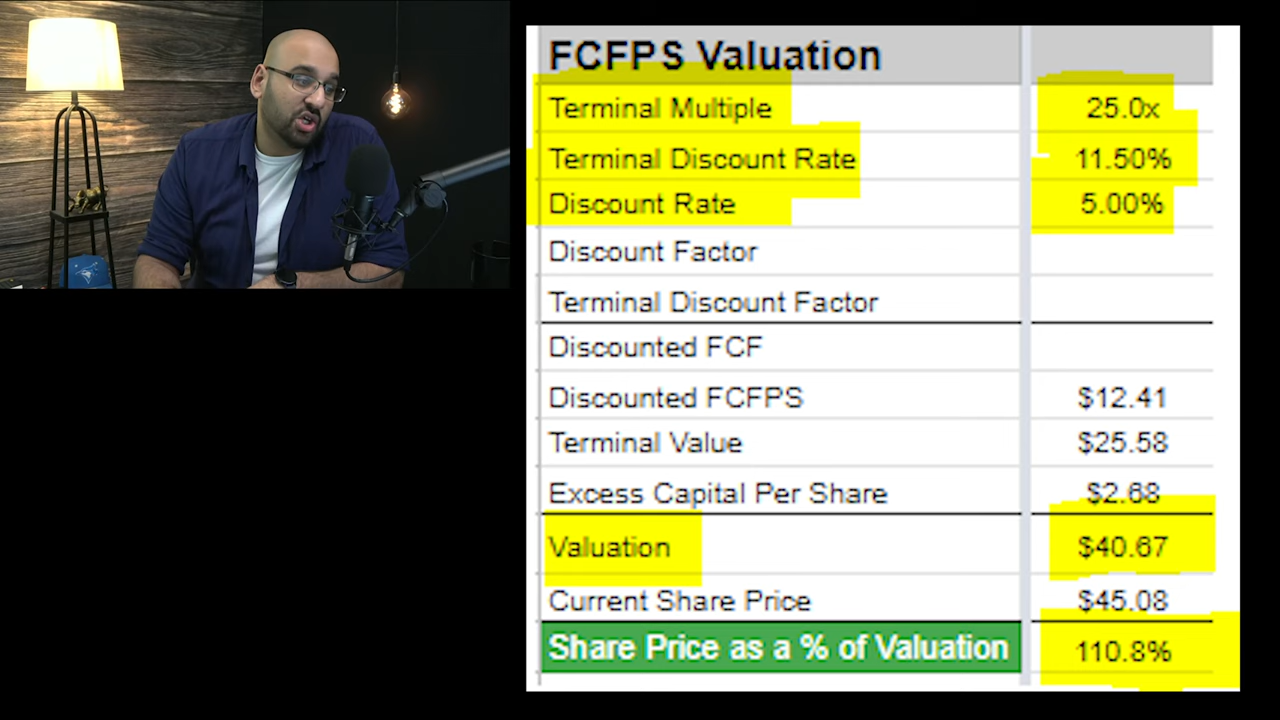 FCFPS Valuation
Terminal Multiple 25.0x
Terminal Discount Rate 11.50%
Discount Rate 5.00%
Discount Factor
Terminal Discount Factor
Discounted FCF
Discounted FCFPS $12.41
Terminal Value $25.58
Excess Capital Per Share $2.68
Valuation $40.67
Current Share Price $45.08
Share Price as a % of Valuation 110.8%